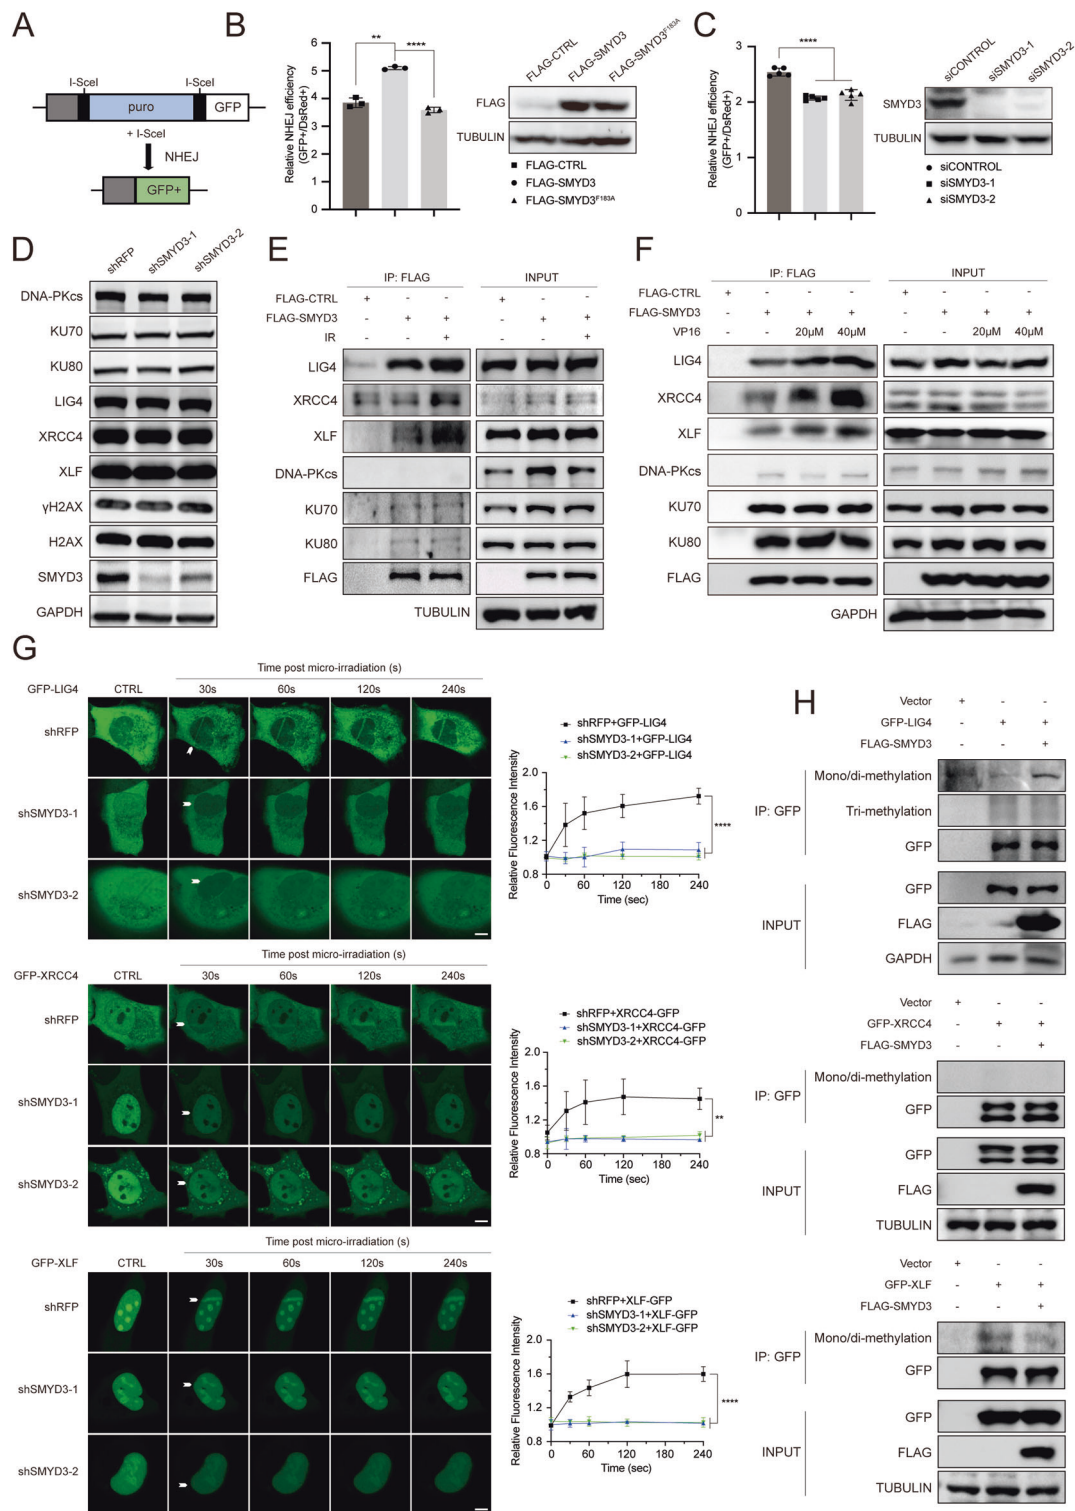 A
I-SceI
I-SceI
puro
GFP
+ I-SceI
NHEJ
GFP+
B
Relative NHEJ efficiency
(GFP+/DsRed+)
6
5
4
3
2
1
0
**
****
FLAG-CTRL
FLAG-SMYD3
FLAG-SMYD3F183A
FLAG
TUBULIN
FLAG-CTRL
FLAG-SMYD3
FLAG-SMYD3F183A
C
Relative NHEJ efficiency
(GFP+/DsRed+)
3
2
1
0
****
siCONTROL
siSMYD3-1
siSMYD3-2
SMYD3
TUBULIN
siCONTROL
siSMYD3-1
siSMYD3-2
D
shRFP
shSMYD3-1
shSMYD3-2
DNA-PKcs
KU70
KU80
LIG4
XRCC4
XLF
γH2AX
H2AX
SMYD3
GAPDH
E
IP: FLAG
INPUT
FLAG-CTRL + - - + - -
FLAG-SMYD3 - + + - + +
IR - - + - - +
LIG4
XRCC4
XLF
DNA-PKcs
KU70
KU80
FLAG
TUBULIN
F
IP: FLAG
INPUT
FLAG-CTRL + - - - + - - -
FLAG-SMYD3 - + + + - + + +
VP16 - - 20μM 40μM - - 20μM 40μM
LIG4
XRCC4
XLF
DNA-PKcs
KU70
KU80
FLAG
GAPDH
G
Time post micro-irradiation (s)
GFP-LIG4 CTRL 30s 60s 120s 240s
shRFP
shSMYD3-1
shSMYD3-2
shRFP+GFP-LIG4
shSMYD3-1+GFP-LIG4
shSMYD3-2+GFP-LIG4
Relative Fluorescence Intensity
2.0
1.6
1.2
0.8
0 60 120 180 240
Time (sec)
****
Time post micro-irradiation (s)
GFP-XRCC4 CTRL 30s 60s 120s 240s
shRFP
shSMYD3-1
shSMYD3-2
shRFP+XRCC4-GFP
shSMYD3-1+XRCC4-GFP
shSMYD3-2+XRCC4-GFP
Relative Fluorescence Intensity
2.0
1.6
1.2
0.8
0 60 120 180 240
Time (sec)
**
Time post micro-irradiation (s)
GFP-XLF CTRL 30s 60s 120s 240s
shRFP
shSMYD3-1
shSMYD3-2
shRFP+XLF-GFP
shSMYD3-1+XLF-GFP
shSMYD3-2+XLF-GFP
Relative Fluorescence Intensity
2.0
1.6
1.2
0.8
0 60 120 180 240
Time (sec)
****
H
Vector + - -
GFP-LIG4 - + +
FLAG-SMYD3 - - +
IP: GFP
Mono/di-methylation
Tri-methylation
GFP
INPUT
GFP
FLAG
GAPDH
Vector + - -
GFP-XRCC4 - + +
FLAG-SMYD3 - - +
IP: GFP
Mono/di-methylation
GFP
INPUT
GFP
FLAG
TUBULIN
Vector + - -
GFP-XLF - + +
FLAG-SMYD3 - - +
IP: GFP
Mono/di-methylation
GFP
INPUT
GFP
FLAG
TUBULIN